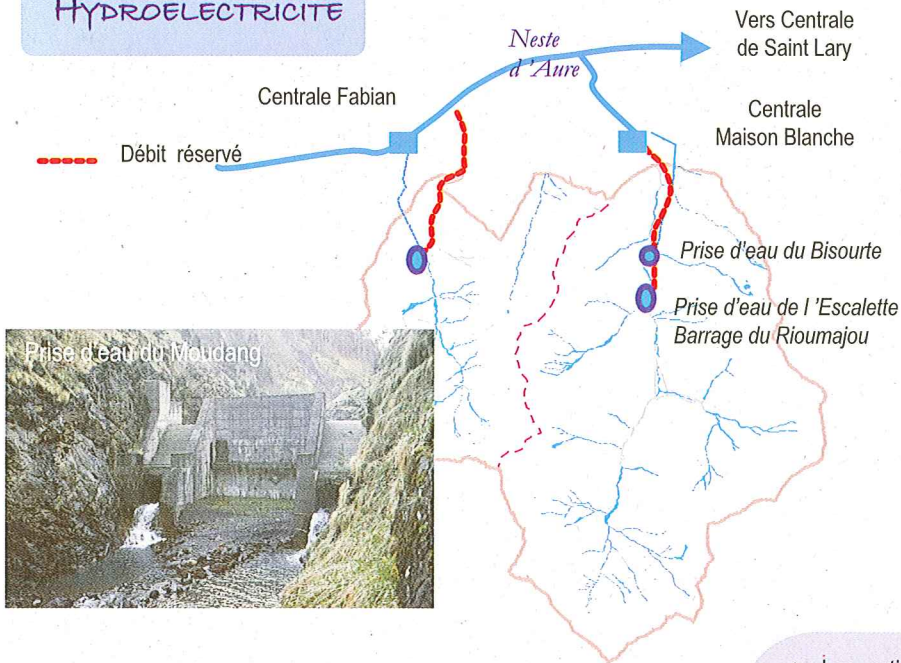 HYDROELECTRICITE
Vers Centrale
de Saint Lary
Neste
d 'Aure
Centrale Fabian
Centrale
Maison Blanche
Débit réservé
Prise d'eau du Bisourte
Prise d'eau de l 'Escalette
Barrage du Rioumajou
Prise d'eau du Moudang